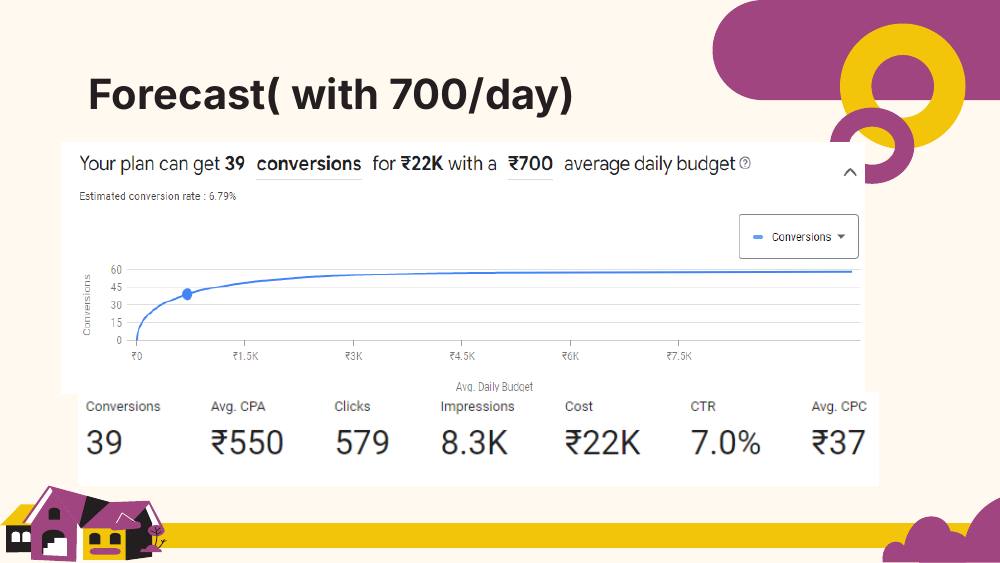 Forecast( with 700/day)
Your plan can get 39 conversions for ₹22K with a ₹700 average daily budget ?
Estimated conversion rate : 6.79%
Conversions
60
45
30
15
0
Conversions
₹0 ₹1.5K ₹3K ₹4.5K ₹6K ₹7.5K
Avg. Daily Budget
Conversions Avg. CPA Clicks Impressions Cost CTR Avg. CPC
39 ₹550 579 8.3K ₹22K 7.0% ₹37